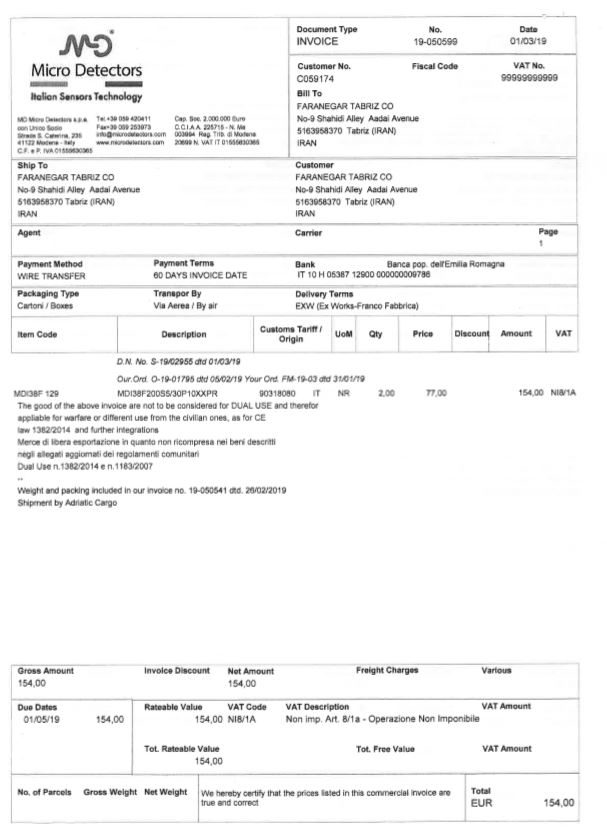 MD
Micro Detectors
Italian Sensors Technology
MD Micro Detectors s.p.a.
con Unico Socio
Strada S. Caterina, 235
41122 Modena - Italy
C.F. e P. IVA 01555630365
Tel.+39 059 420411
Fax+39 059 253973
info@microdetectors.com
www.microdetectors.com
Cap. Soc. 2.000.000 Euro
C.C.I.A.A. 225715 - N. Me
003994 Reg. Trib. di Modena
20699 N. VAT IT 01555630365
Document Type No. Date
INVOICE 19-050599 01/03/19
Customer No. Fiscal Code VAT No.
C059174 99999999999
Bill To
FARANEGAR TABRIZ CO
No-9 Shahidi Alley Aadai Avenue
5163958370 Tabriz (IRAN)
IRAN
Ship To
FARANEGAR TABRIZ CO
No-9 Shahidi Alley Aadai Avenue
5163958370 Tabriz (IRAN)
IRAN
Customer
FARANEGAR TABRIZ CO
No-9 Shahidi Alley Aadai Avenue
5163958370 Tabriz (IRAN)
IRAN
Agent Carrier Page
1
Payment Method Payment Terms Bank Banca pop. dell'Emilia Romagna
WIRE TRANSFER 60 DAYS INVOICE DATE IT 10 H 05387 12900 000000009786
Packaging Type Transpor By Delivery Terms
Cartoni / Boxes Via Aerea / By air EXW (Ex Works-Franco Fabbrica)
Item Code Description Customs Tariff / Origin UoM Qty Price Discount Amount VAT
D.N. No. S-19/02955 dtd 01/03/19
Our.Ord. O-19-01795 dtd 05/02/19 Your Ord. FM-19-03 dtd 31/01/19
MDI38F 129 MDI38F200S5/30P10XXPR 90318080 IT NR 2,00 77,00 154,00 NI8/1A
The good of the above invoice are not to be considered for DUAL USE and therefor
appliable for warfare or different use from the civilian ones, as for CE
law 1382/2014 and further integrations
Merce di libera esportazione in quanto non ricompresa nei beni descritti
negli allegati aggiornati dei regolamenti comunitari
Dual Use n.1382/2014 e n.1183/2007
..
Weight and packing included in our invoice no. 19-050541 dtd. 26/02/2019
Shipment by Adriatic Cargo
Gross Amount Invoice Discount Net Amount Freight Charges Various
154,00 154,00
Due Dates Rateable Value VAT Code VAT Description VAT Amount
01/05/19 154,00 154,00 NI8/1A Non imp. Art. 8/1a - Operazione Non Imponibile
Tot. Rateable Value Tot. Free Value VAT Amount
154,00
No. of Parcels Gross Weight Net Weight
We hereby certify that the prices listed in this commercial invoice are
true and correct
Total
EUR 154,00